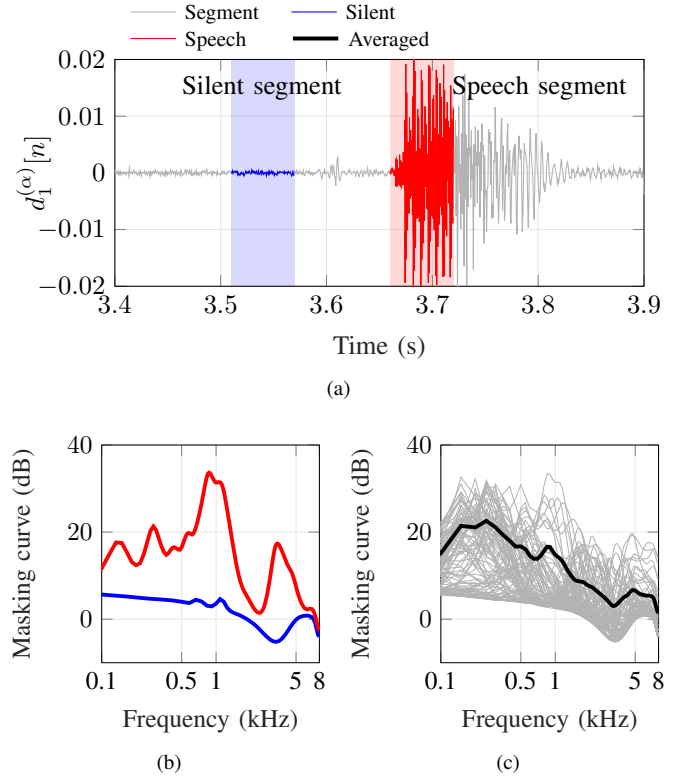 Segment Silent
Speech Averaged
Silent segment Speech segment
d_1^{(α)}[n]
0.02
0.01
0
−0.01
−0.02
3.4 3.5 3.6 3.7 3.8 3.9
Time (s)
(a)
Masking curve (dB)
40
20
0
0.1 0.5 1 5 8
Frequency (kHz)
(b)
Masking curve (dB)
40
20
0
0.1 0.5 1 5 8
Frequency (kHz)
(c)